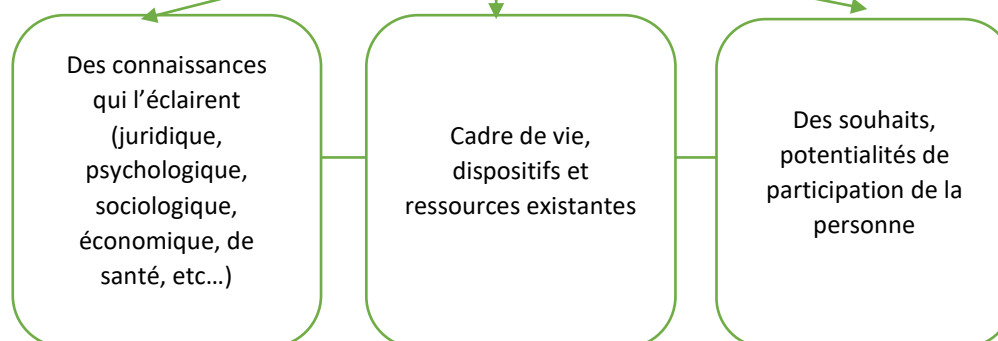 Des connaissances
qui l’éclairent
(juridique,
psychologique,
sociologique,
économique, de
santé, etc…)
Cadre de vie,
dispositifs et
ressources existantes
Des souhaits,
potentialités de
participation de la
personne